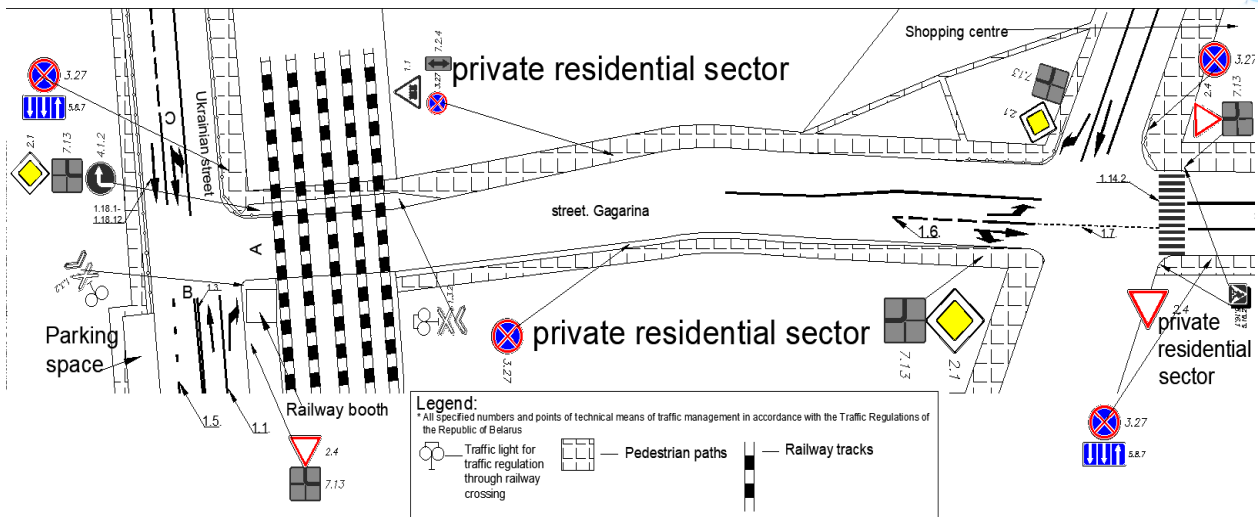 Shopping centre
3.27
5.8.7
2.1
7.13
4.1.2
1.18.1-
1.18.12
C
Ukrainian street
7.2.4
1.1
3.27
private residential sector
7.13
2.1
3.27
2.4
7.13
1.14.2
street. Gagarina
A
1.6.
1.7.
B
1.3.
Parking
space
1.3.2
3.27
private residential sector
7.13
2.1
2.4
private
residential
sector
1.5.
1.1
Railway booth
2.4
7.13
3.27
5.8.7
Legend:
* All specified numbers and points of technical means of traffic management in accordance with the Traffic Regulations of
the Republic of Belarus
Traffic light for
traffic regulation
through railway
crossing
Pedestrian paths
Railway tracks